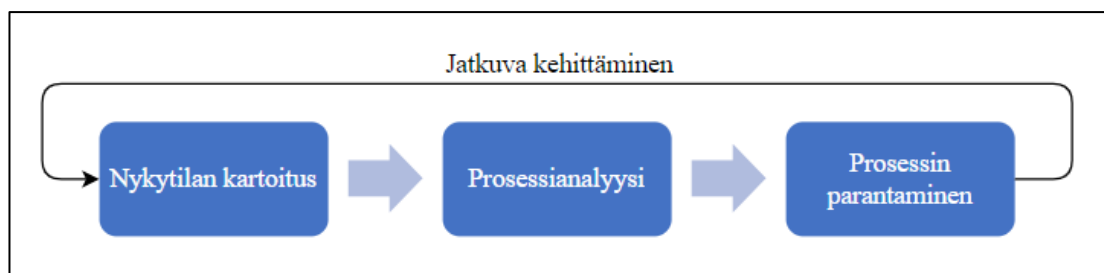 Jatkuva kehittäminen
Nykytilan kartoitus
Prosessianalyysi
Prosessin
parantaminen